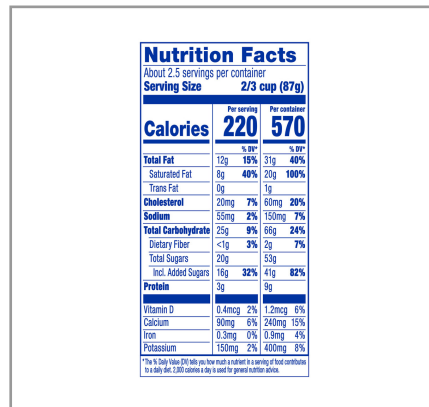 Nutrition Facts
About 2.5 servings per container
Serving Size 2/3 cup (87g)
Per serving Per container
Calories 220 570
% DV* % DV*
Total Fat 12g 15% 31g 40%
Saturated Fat 8g 40% 20g 100%
Trans Fat 0g 1g
Cholesterol 20mg 7% 60mg 20%
Sodium 55mg 2% 150mg 7%
Total Carbohydrate 25g 9% 66g 24%
Dietary Fiber <1g 3% 2g 7%
Total Sugars 20g 53g
Incl. Added Sugars 16g 32% 41g 82%
Protein 3g 9g
Vitamin D 0.4mcg 2% 1.2mcg 6%
Calcium 90mg 6% 240mg 15%
Iron 0.3mg 0% 0.9mg 4%
Potassium 150mg 2% 400mg 8%
*The % Daily Value (DV) tells you how much a nutrient in a serving of food contributes
to a daily diet. 2,000 calories a day is used for general nutrition advice.